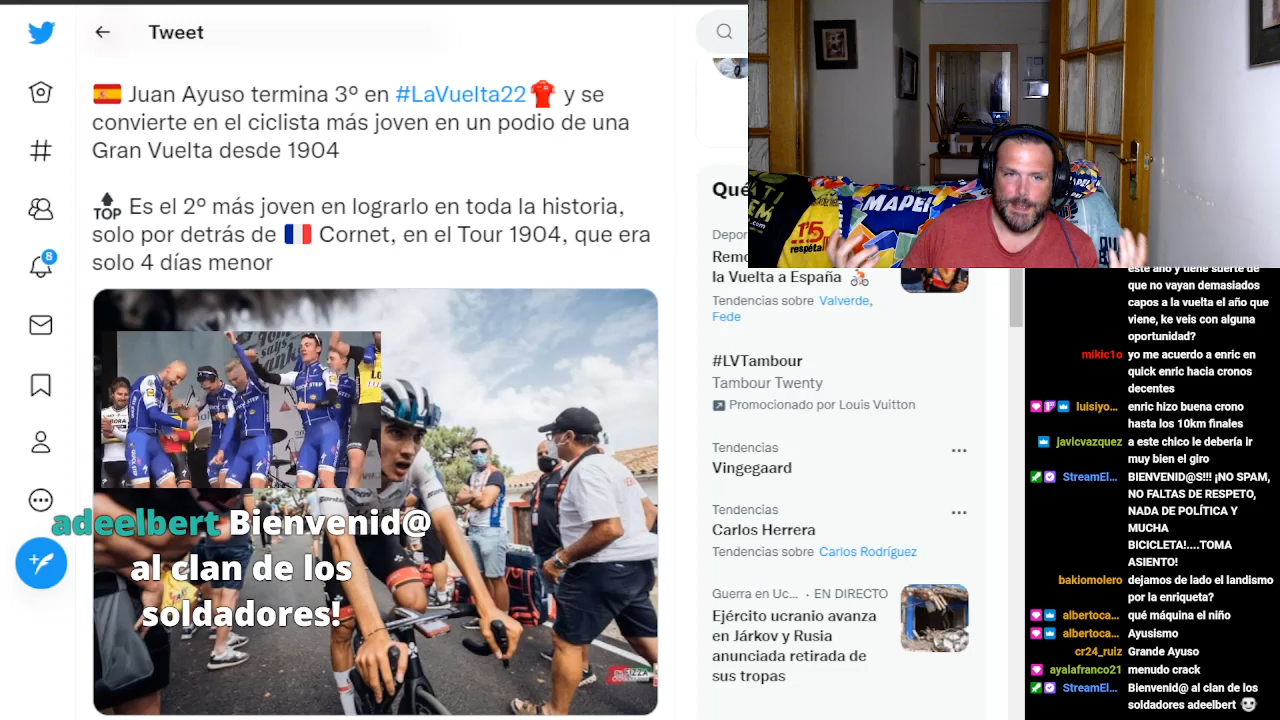 Tweet
🇪🇸 Juan Ayuso termina 3º en #LaVuelta22 y se
convierte en el ciclista más joven en un podio de una
Gran Vuelta desde 1904
TOP Es el 2º más joven en lograrlo en toda la historia,
solo por detrás de 🇫🇷 Cornet, en el Tour 1904, que era
solo 4 días menor
adeelbert Bienvenid@
al clan de los
soldadores!
8
Qué
Depor
Remo
la Vuelta a España
Tendencias sobre Valverde,
Fede
#LVTambour
Tambour Twenty
Promocionado por Louis Vuitton
Tendencias
Vingegaard
Tendencias
Carlos Herrera
Tendencias sobre Carlos Rodríguez
Guerra en Uc... · EN DIRECTO
Ejército ucranio avanza
en Járkov y Rusia
anunciada retirada de
sus tropas
MAPEI
1'5
respétal
este año y tiene suerte de
que no vayan demasiados
capos a la vuelta el año que
viene, ke veis con alguna
oportunidad?
mikic1o yo me acuerdo a enric en
quick enric hacia cronos
decentes
luisiyo... enric hizo buena crono
hasta los 10km finales
javicvazquez a este chico le debería ir
muy bien el giro
StreamEl... BIENVENID@S!!! ¡NO SPAM,
NO FALTAS DE RESPETO,
NADA DE POLÍTICA Y
MUCHA
BICICLETA!....TOMA
ASIENTO!
bakiomolero dejamos de lado el landismo
por la enriqueta?
albertoca... qué máquina el niño
albertoca... Ayusismo
cr24_ruiz Grande Ayuso
ayalafranco21 menudo crack
StreamEl... Bienvenid@ al clan de los
soldadores adeelbert